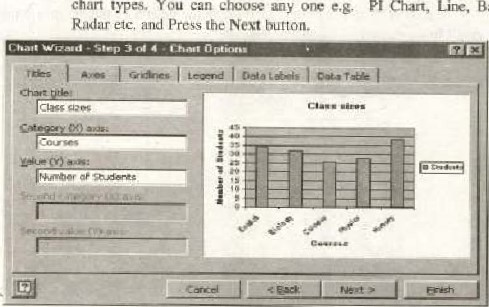 chart types. You can choose any one e.g. PI Chart, Line, Ba
Radar etc. and Press the Next button.
Chart Wizard - Step 3 of 4 - Chart Options
Titles Axes Gridlines Legend Data Labels Data Table
Chart title:
Class sizes
Category (X) axis:
Courses
Value (Y) axis:
Number of Students
Second category (X) axis:
Second value (Y) axis:
Class sizes
Number of Students
45
40
35
30
25
20
15
10
5
0
English Biology Physics
Courses
Students
Cancel < Back Next > Finish